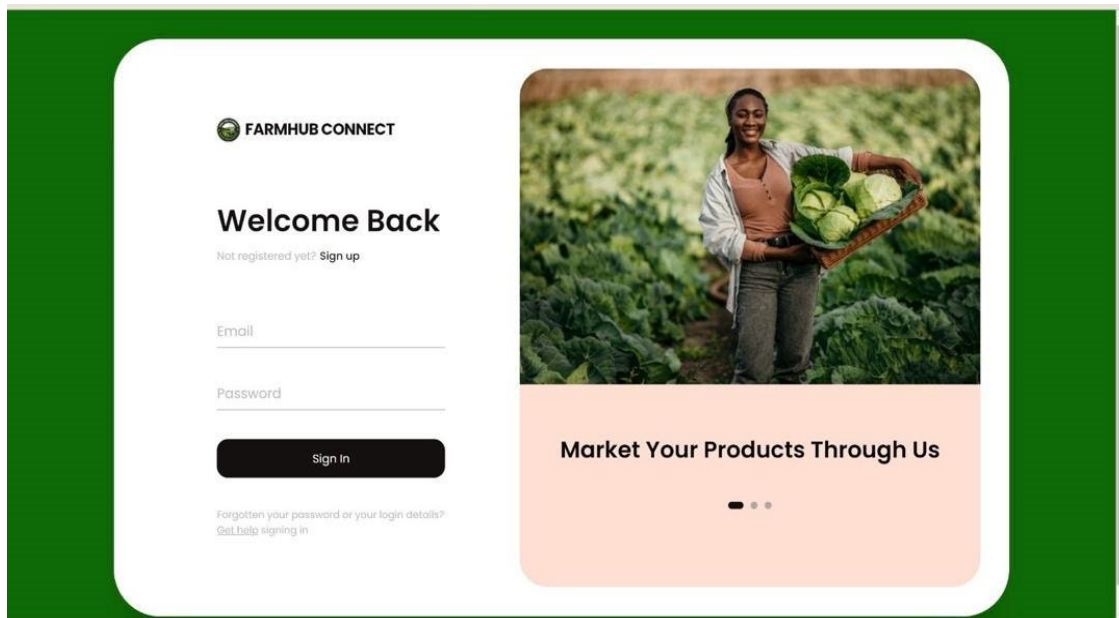 FARMHUB CONNECT
Welcome Back
Not registered yet? Sign up
Email
Password
Sign In
Forgotten your password or your login details?
Get help signing in
Market Your Products Through Us